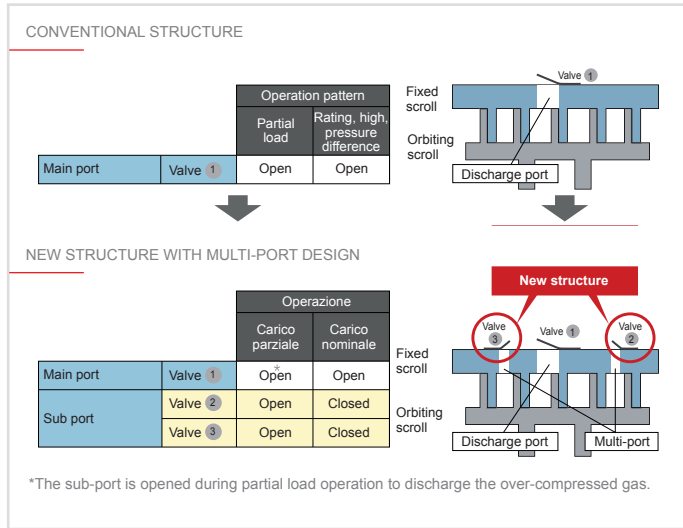 CONVENTIONAL STRUCTURE
Operation pattern
Partial
load
Rating, high,
pressure
difference
Main port Valve 1 Open Open
Valve 1
Fixed
scroll
Orbiting
scroll
Discharge port
NEW STRUCTURE WITH MULTI-PORT DESIGN
Operazione
Carico
parziale
Carico
nominale
Main port Valve 1 Open* Open
Sub port
Valve 2 Open Closed
Valve 3 Open Closed
New structure
Valve
3
Valve 1
Valve
2
Fixed
scroll
Orbiting
scroll
Discharge port
Multi-port
*The sub-port is opened during partial load operation to discharge the over-compressed gas.